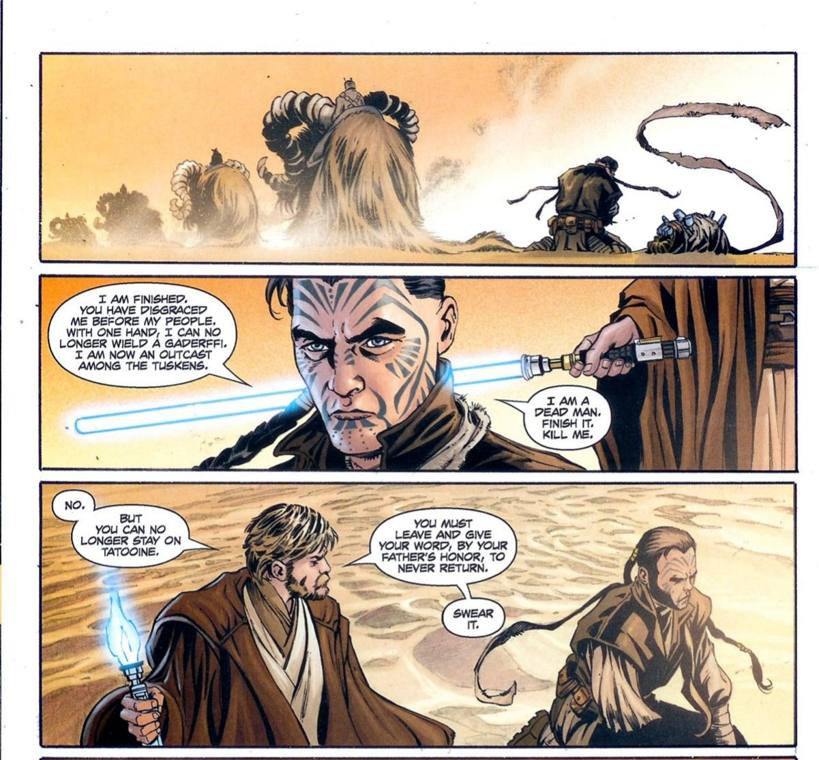 I AM FINISHED.
YOU HAVE DISGRACED
ME BEFORE MY PEOPLE.
WITH ONE HAND, I CAN NO
LONGER WIELD A GADERFFI.
I AM NOW AN OUTCAST
AMONG THE TUSKENS.
I AM A
DEAD MAN.
FINISH IT.
KILL ME.
NO.
BUT
YOU CAN NO
LONGER STAY ON
TATOOINE.
YOU MUST
LEAVE AND GIVE
YOUR WORD, BY YOUR
FATHER'S HONOR, TO
NEVER RETURN.
SWEAR
IT.